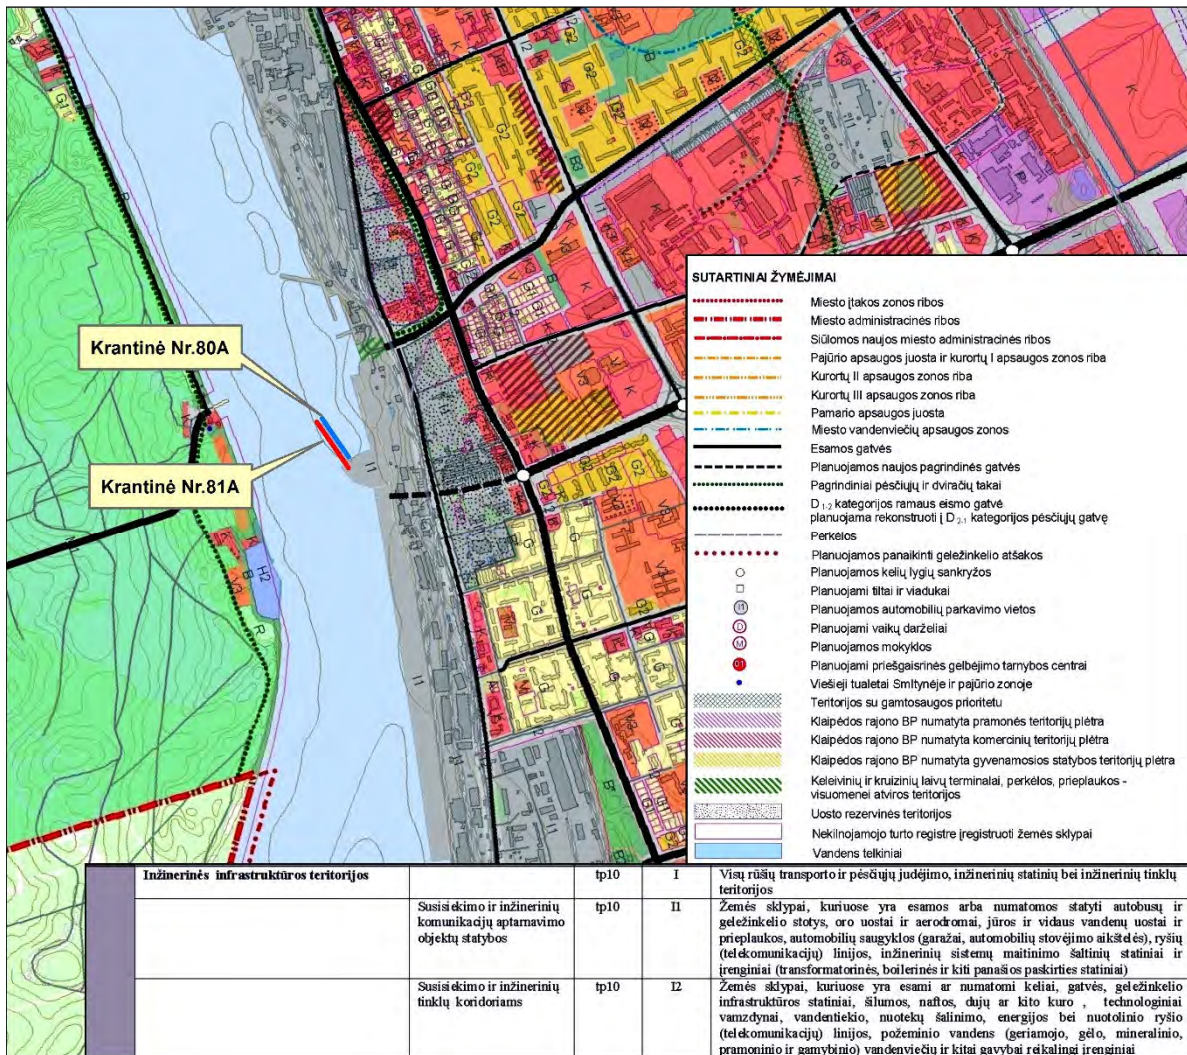 Krantinė Nr.80A
Krantinė Nr.81A
SUTARTINIAI ŽYMĖJIMAI
Miesto įtakos zonos ribos
Miesto administracinės ribos
Siūlomos naujos miesto administracinės ribos
Pajūrio apsaugos juosta ir kurortų I apsaugos zonos riba
Kurortų II apsaugos zonos riba
Kurortų III apsaugos zonos riba
Pamario apsaugos juosta
Miesto vandenviečių apsaugos zonos
Esamos gatvės
Planuojamos naujos pagrindinės gatvės
Pagrindiniai pėsčiųjų ir dviračių takai
D 1-2 kategorijos ramaus eismo gatvė
planuojama rekonstruoti į D 2-1 kategorijos pėsčiųjų gatvę
Perkėlos
Planuojamos panaikinti geležinkelio atšakos
Planuojamos kelių lygių sankryžos
Planuojami tiltai ir viadukai
I1 Planuojamos automobilių parkavimo vietos
D Planuojami vaikų darželiai
M Planuojamos mokyklos
01 Planuojami priešgaisrinės gelbėjimo tarnybos centrai
Viešieji tualetai Smltynėje ir pajūrio zonoje
Teritorijos su gamtosaugos prioritetu
Klaipėdos rajono BP numatyta pramonės teritorijų plėtra
Klaipėdos rajono BP numatyta komercinių teritorijų plėtra
Klaipėdos rajono BP numatyta gyvenamosios statybos teritorijų plėtra
Keleivinių ir kruizinių laivų terminalai, perkėlos, prieplaukos -
visuomenei atviros teritorijos
Uosto rezervinės teritorijos
Nekilnojamojo turto registre įregistruoti žemės sklypai
Vandens telkiniai
Inžinerinės infrastruktūros teritorijos tp10 I Visų rūšių transporto ir pėsčiųjų judėjimo, inžinerinių statinių bei inžinerinių tinklų
teritorijos
Susisiekimo ir inžinerinių
komunikacijų aptarnavimo
objektų statybos
tp10 I1
Žemės sklypai, kuriuose yra esamos arba numatomos statyti autobusų ir
geležinkelio stotys, oro uostai ir aerodromai, jūros ir vidaus vandenų uostai ir
prieplaukos, automobilių saugyklos (garažai, automobilių stovėjimo aikštelės), ryšių
(telekomunikacijų) linijos, inžinerinių sistemų maitinimo šaltinių statiniai ir
įrenginiai (transformatorinės, boilerinės ir kiti panašios paskirties statiniai)
Susisiekimo ir inžinerinių
tinklų koridoriams
tp10 I2
Žemės sklypai, kuriuose yra esami ar numatomi keliai, gatvės, geležinkelio
infrastruktūros statiniai, šilumos, naftos, dujų ar kito kuro , technologiniai
vamzdynai, vandentiekio, nuotekų šalinimo, energijos bei nuotolinio ryšio
(telekomunikacijų) linijos, požeminio vandens (geriamojo, gėlo, mineralinio,
pramoninio ir gamybinio) vandenviečių ir kitai gavybai reikalingi įrenginiai